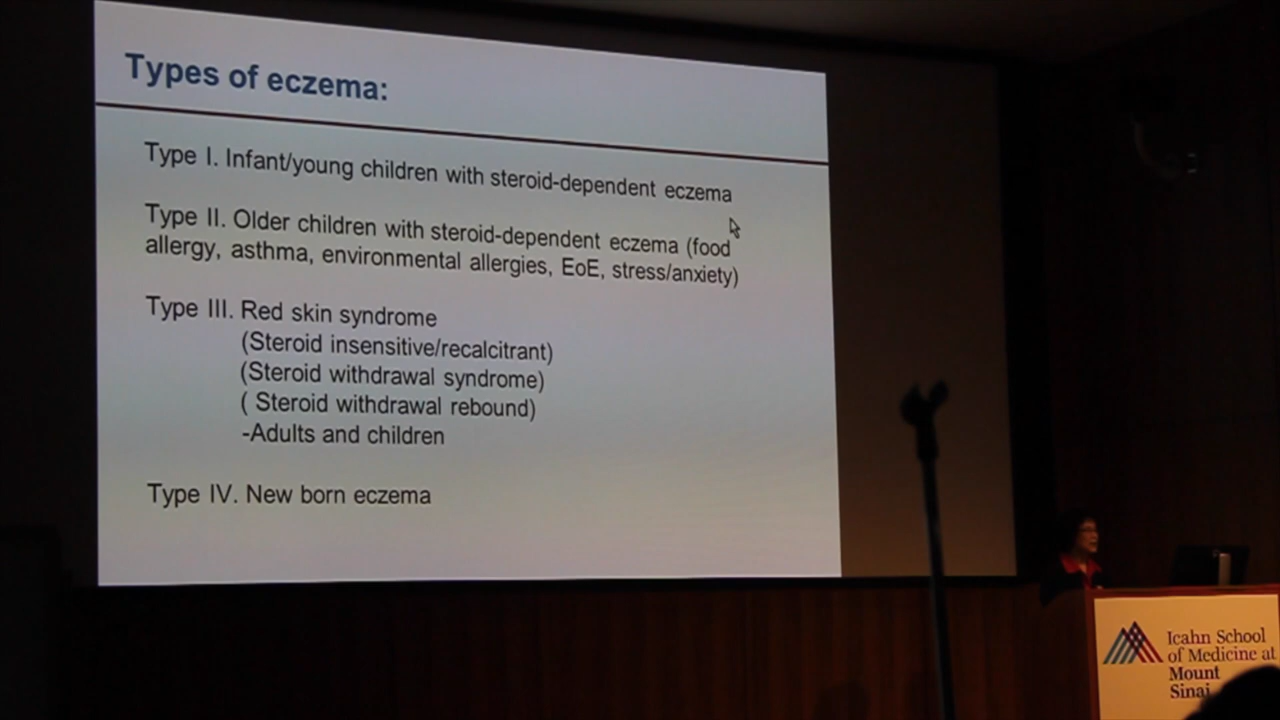 Types of eczema:
Type I. Infant/young children with steroid-dependent eczema
Type II. Older children with steroid-dependent eczema (food
allergy, asthma, environmental allergies, EoE, stress/anxiety)
Type III. Red skin syndrome
(Steroid insensitive/recalcitrant)
(Steroid withdrawal syndrome)
( Steroid withdrawal rebound)
-Adults and children
Type IV. New born eczema
Icahn School
of Medicine at
Mount
Sinai